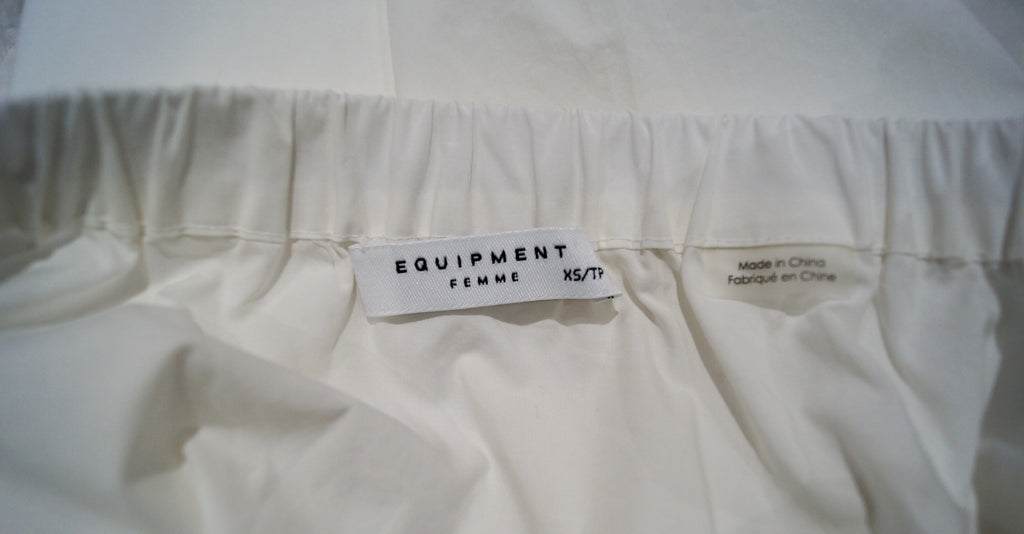 EQUIPMENT
FEMME
XS/TP
Made in China
Fabriqué en Chine